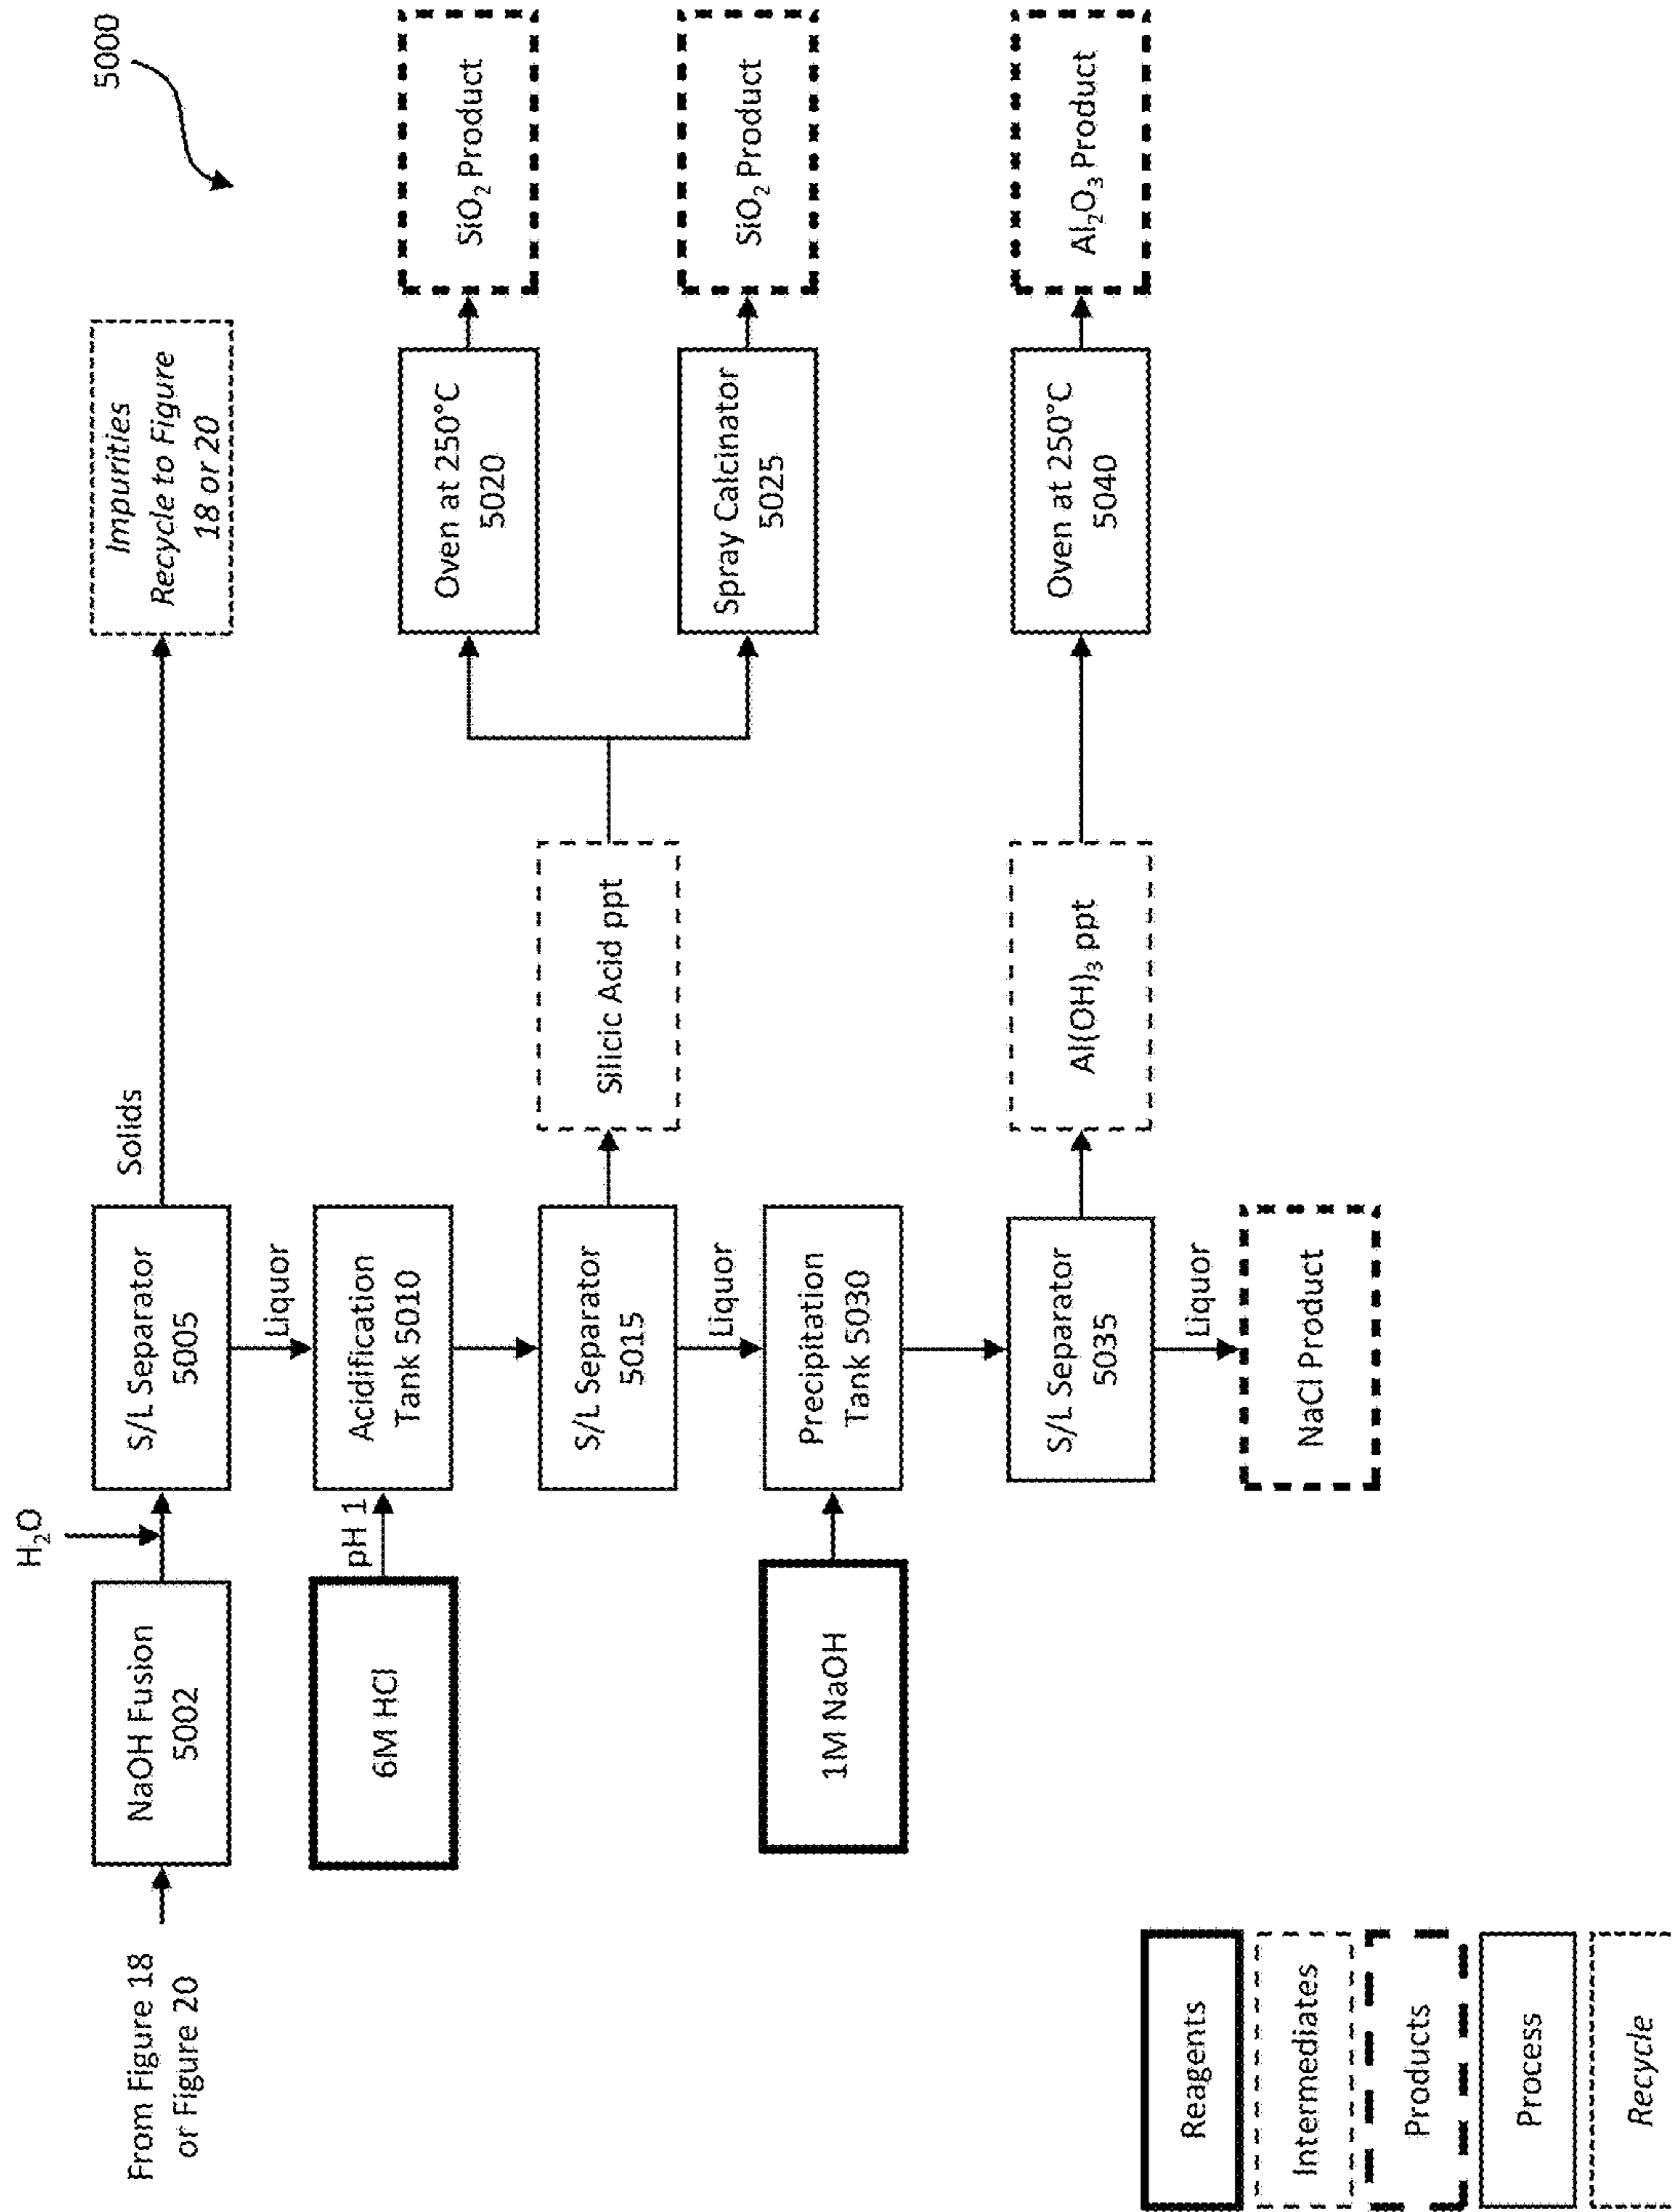 5000
H₂O
From Figure 18
or Figure 20
NaOH Fusion
5002
S/L Separator
5005
Solids
Impurities
Recycle to Figure
18 or 20
Liquor
6M HCl
pH 1
Acidification
Tank 5010
Oven at 250°C
5020
SiO₂ Product
S/L Separator
5015
Silicic Acid ppt
Spray Calcinator
5025
SiO₂ Product
Liquor
1M NaOH
Precipitation
Tank 5030
S/L Separator
5035
Al(OH)₃ ppt
Oven at 250°C
5040
Al₂O₃ Product
Liquor
NaCl Product
Reagents
Intermediates
Products
Process
Recycle